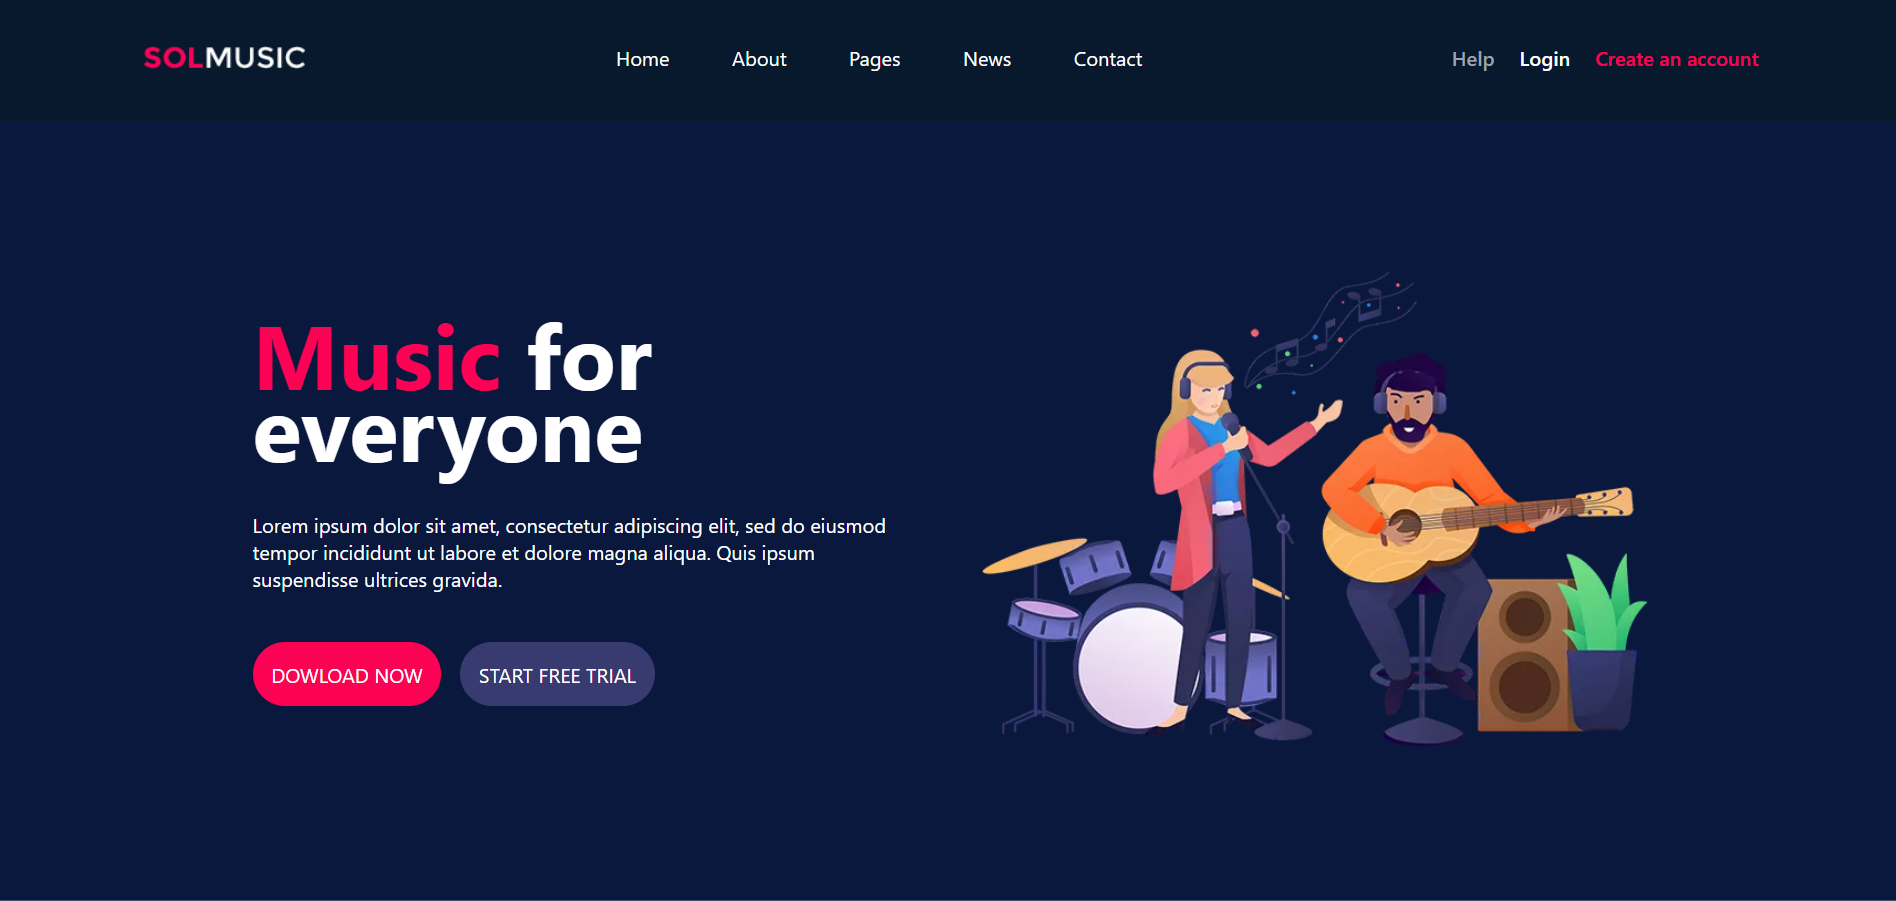 SOLMUSIC
Home About Pages News Contact
Help Login Create an account
Music for
everyone
Lorem ipsum dolor sit amet, consectetur adipiscing elit, sed do eiusmod
tempor incididunt ut labore et dolore magna aliqua. Quis ipsum
suspendisse ultrices gravida.
DOWLOAD NOW
START FREE TRIAL